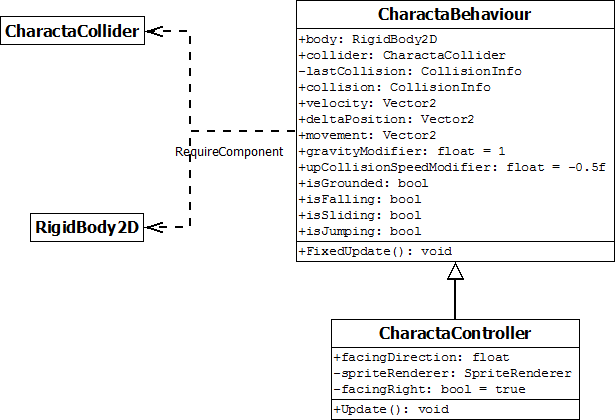 CharactaCollider
RequireComponent
RigidBody2D
CharactaBehaviour
+body: RigidBody2D
+collider: CharactaCollider
-lastCollision: CollisionInfo
+collision: CollisionInfo
+velocity: Vector2
+deltaPosition: Vector2
+movement: Vector2
+gravityModifier: float = 1
+upCollisionSpeedModifier: float = -0.5f
+isGrounded: bool
+isFalling: bool
+isSliding: bool
+isJumping: bool
+FixedUpdate(): void
CharactaController
+facingDirection: float
-spriteRenderer: SpriteRenderer
-facingRight: bool = true
+Update(): void